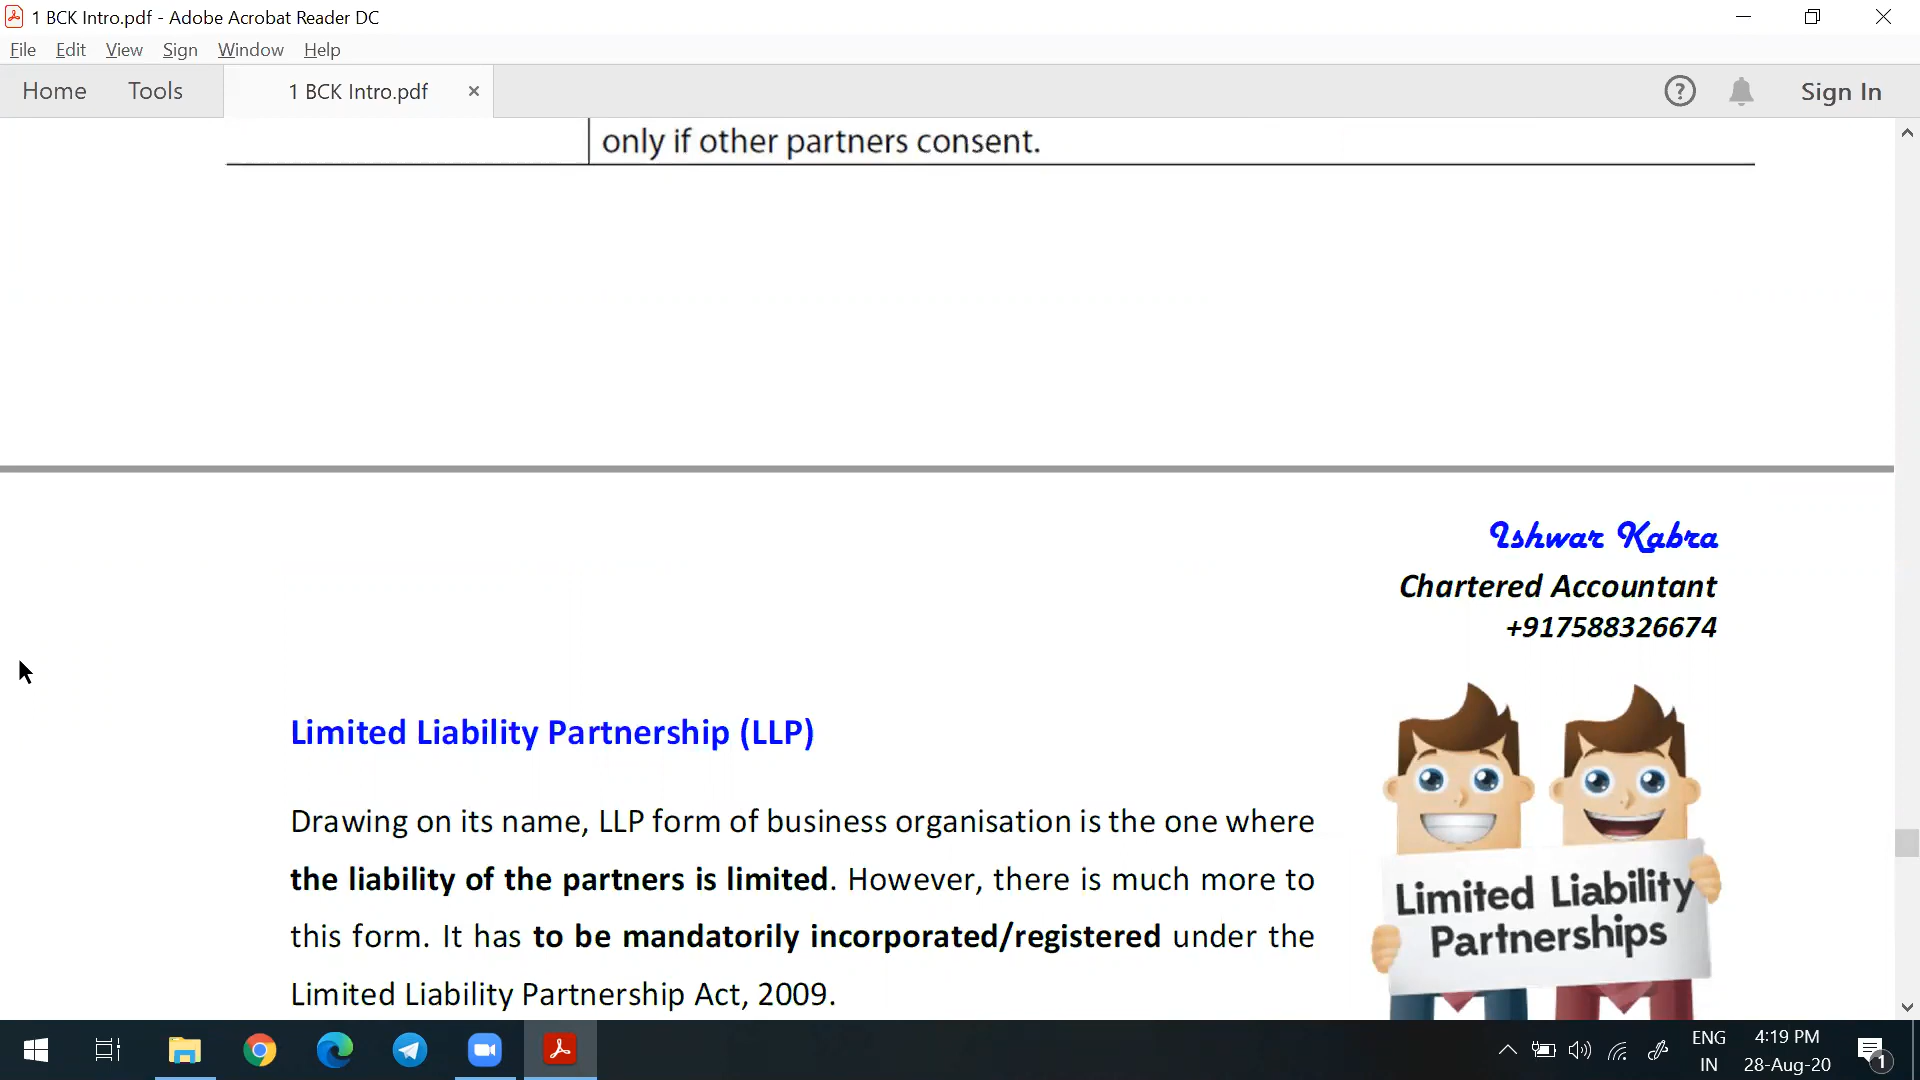 1 BCK Intro.pdf - Adobe Acrobat Reader DC
File Edit View Sign Window Help
Home Tools 1 BCK Intro.pdf × ? Sign In
only if other partners consent.
Ishwar Kabra
Chartered Accountant
+917588326674
Limited Liability Partnership (LLP)
Drawing on its name, LLP form of business organisation is the one where
the liability of the partners is limited. However, there is much more to
this form. It has to be mandatorily incorporated/registered under the
Limited Liability Partnership Act, 2009.
Limited Liability
Partnerships
ENG 4:19 PM
IN 28-Aug-20 1